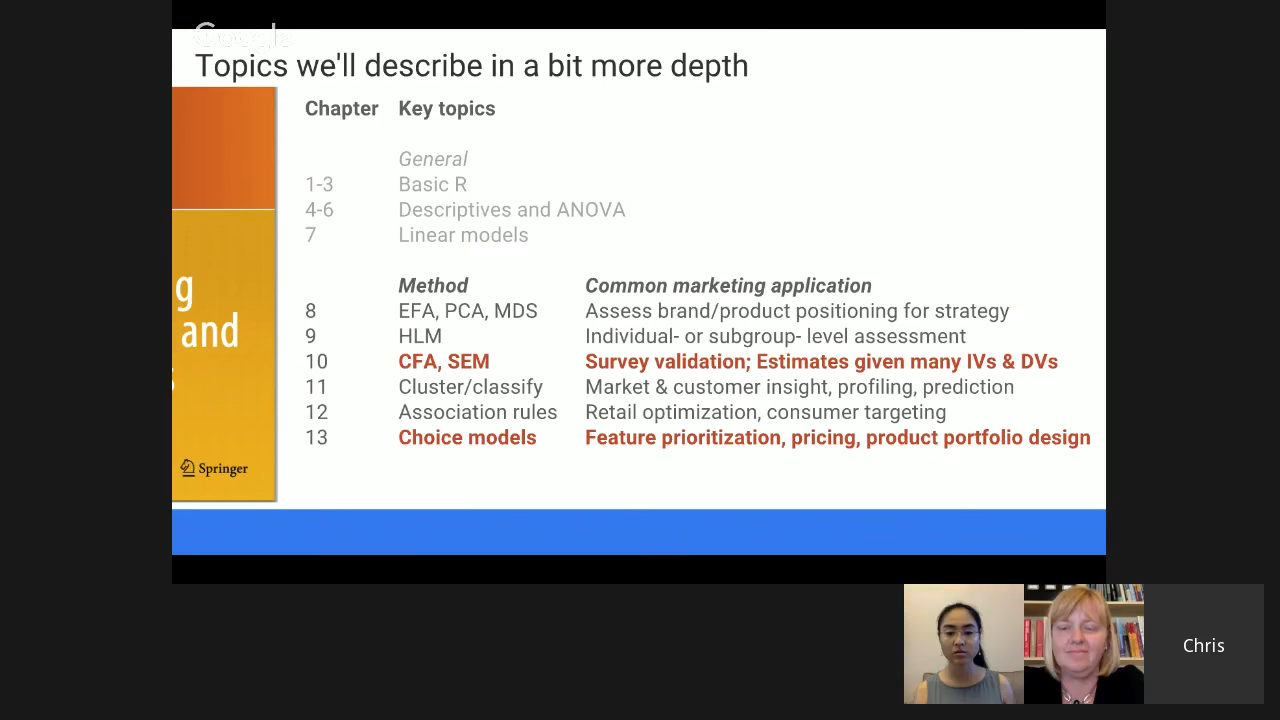 Google
Topics we'll describe in a bit more depth
Chapter Key topics
General
1-3 Basic R
4-6 Descriptives and ANOVA
7 Linear models
Method Common marketing application
8 EFA, PCA, MDS Assess brand/product positioning for strategy
9 HLM Individual- or subgroup- level assessment
10 CFA, SEM Survey validation; Estimates given many IVs & DVs
11 Cluster/classify Market & customer insight, profiling, prediction
12 Association rules Retail optimization, consumer targeting
13 Choice models Feature prioritization, pricing, product portfolio design
g
and
Springer
Chris